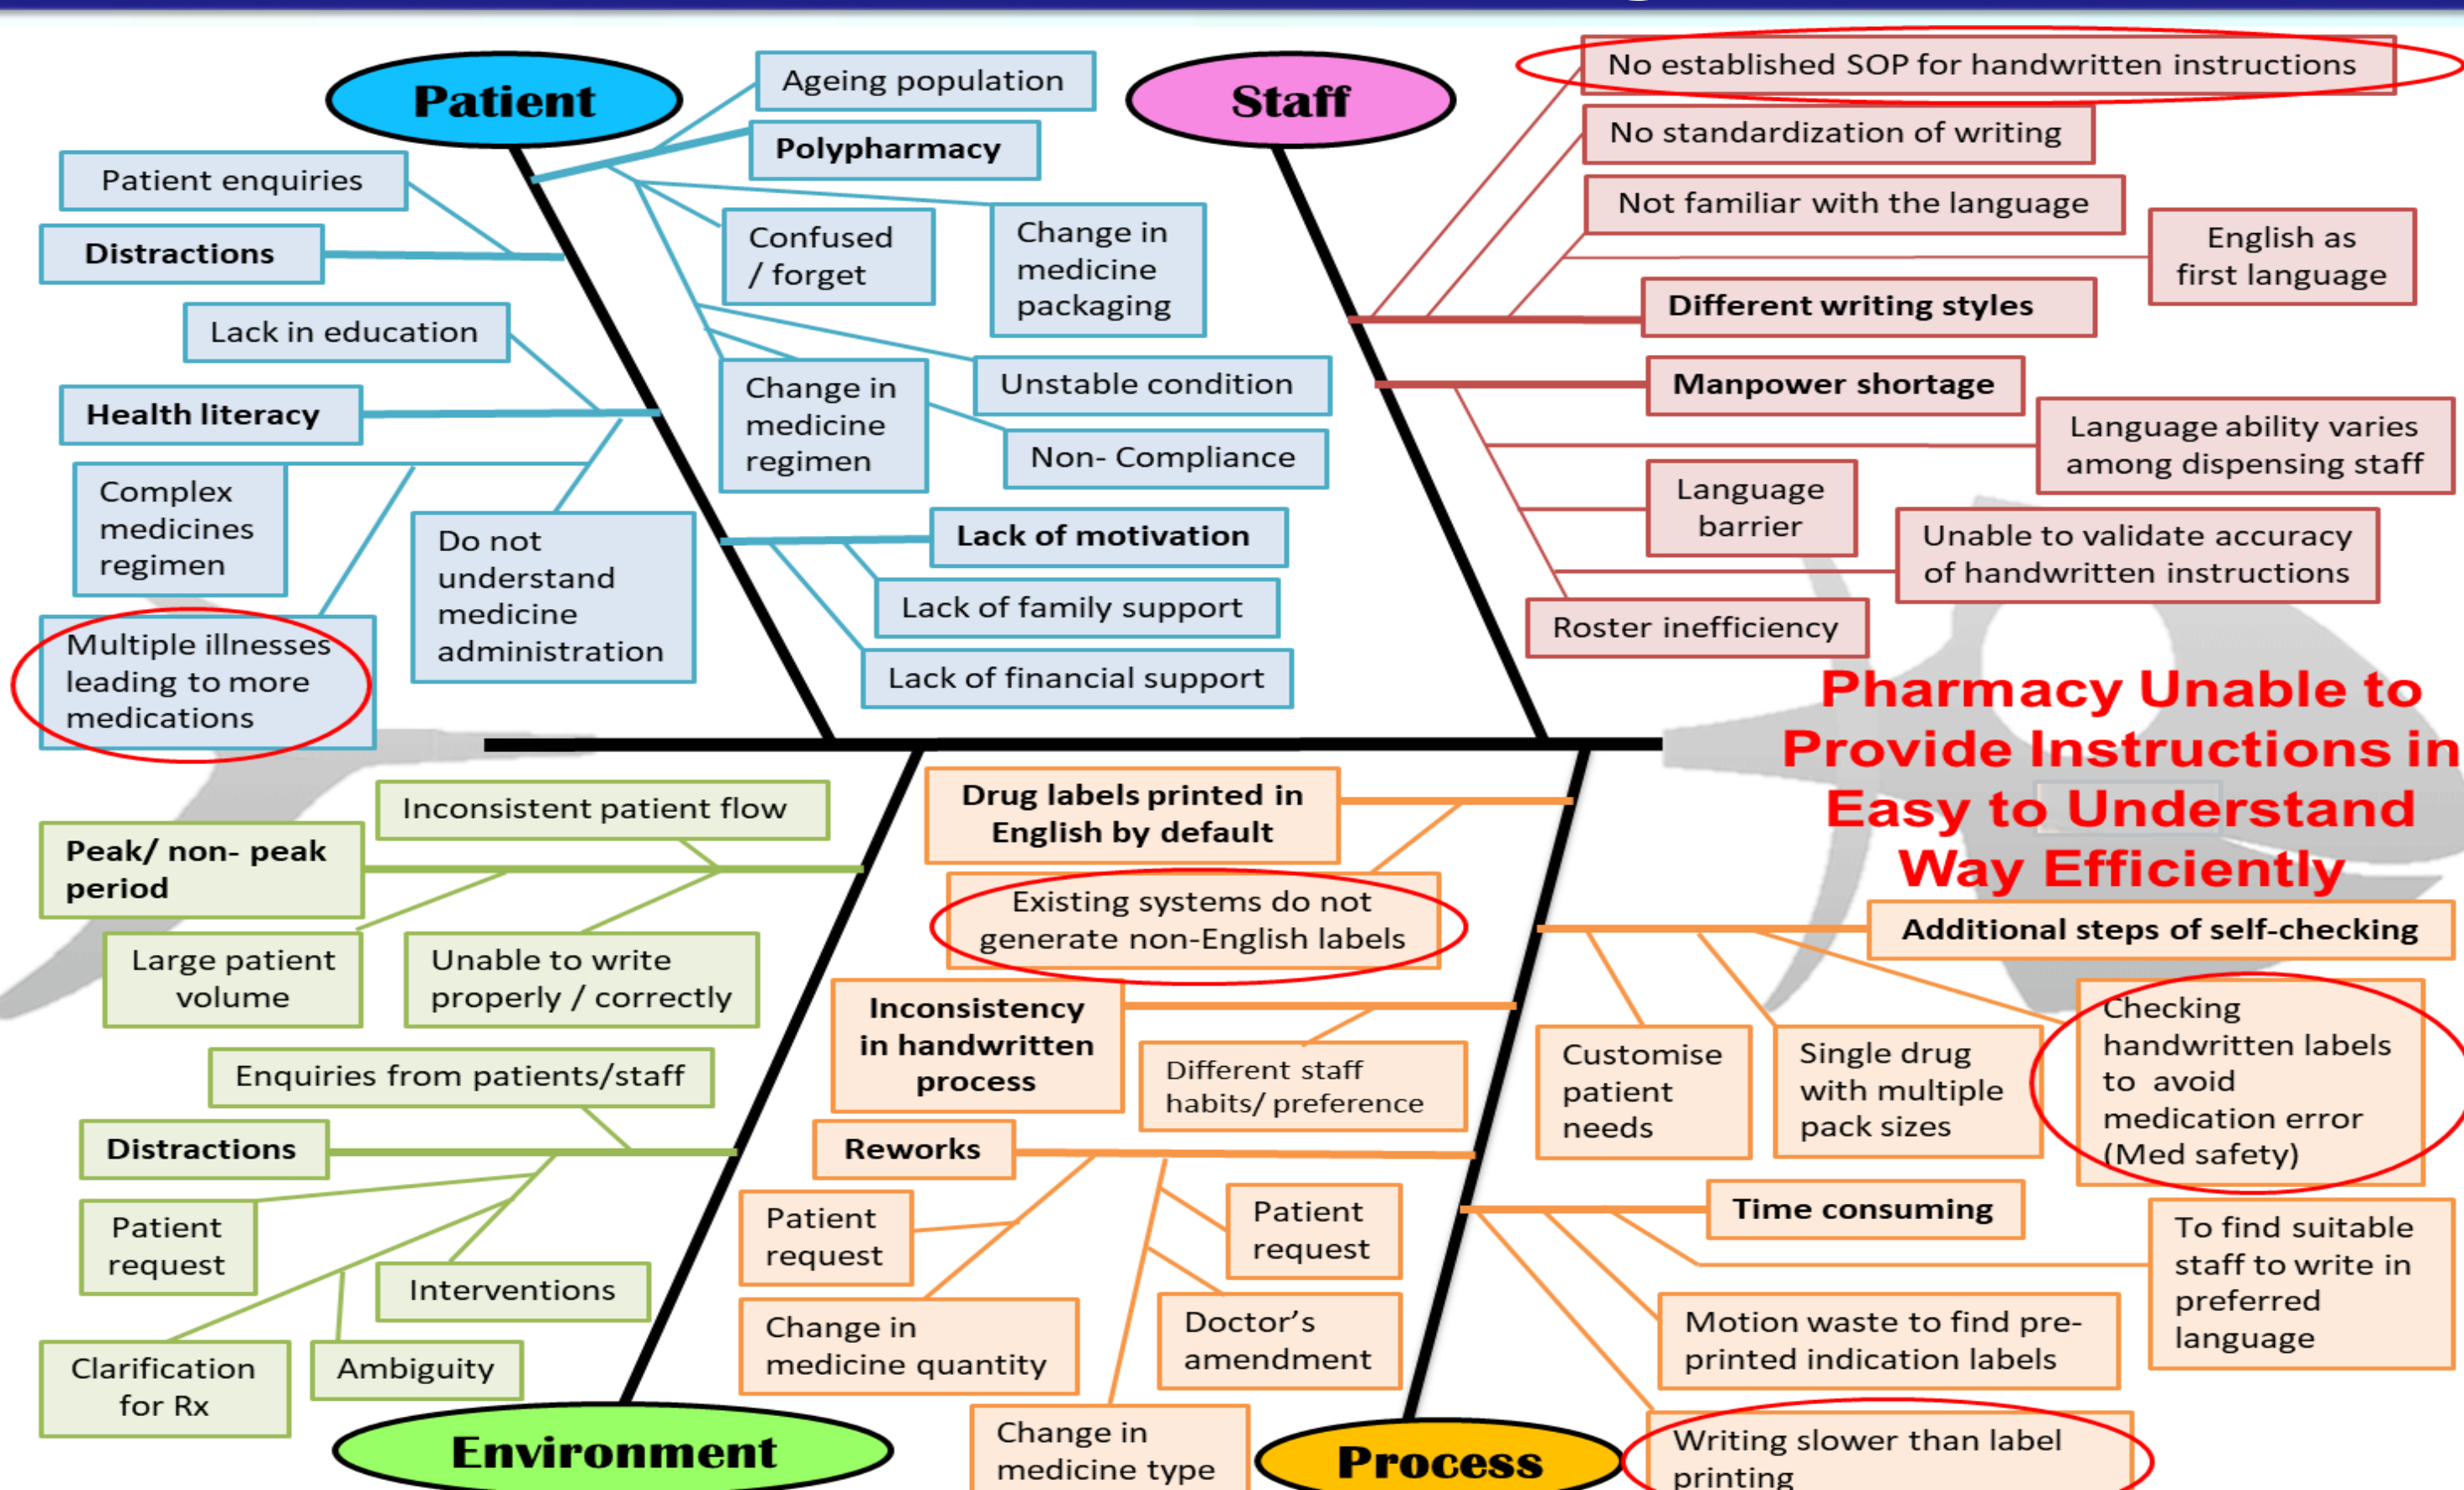 Patient
Ageing population
Polypharmacy
Patient enquiries
Distractions
Confused
/ forget
Change in
medicine
packaging
Lack in education
Health literacy
Change in
medicine
regimen
Unstable condition
Non- Compliance
Complex
medicines
regimen
Do not
understand
medicine
administration
Multiple illnesses
leading to more
medications
Lack of motivation
Lack of family support
Lack of financial support
Staff
No established SOP for handwritten instructions
No standardization of writing
Not familiar with the language
English as
first language
Different writing styles
Manpower shortage
Language ability varies
among dispensing staff
Language
barrier
Unable to validate accuracy
of handwritten instructions
Roster inefficiency
Pharmacy Unable to
Provide Instructions in
Easy to Understand
Way Efficiently
Inconsistent patient flow
Peak/ non- peak
period
Large patient
volume
Unable to write
properly / correctly
Enquiries from patients/staff
Distractions
Patient
request
Interventions
Clarification
for Rx
Ambiguity
Environment
Drug labels printed in
English by default
Existing systems do not
generate non-English labels
Inconsistency
in handwritten
process
Different staff
habits/ preference
Reworks
Patient
request
Change in
medicine quantity
Patient
request
Doctor’s
amendment
Change in
medicine type
Additional steps of self-checking
Customise
patient
needs
Single drug
with multiple
pack sizes
Checking
handwritten labels
to avoid
medication error
(Med safety)
Time consuming
To find suitable
staff to write in
preferred
language
Motion waste to find pre-
printed indication labels
Writing slower than label
printing
Process